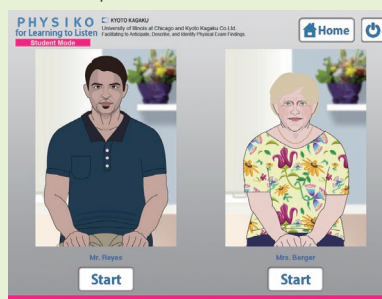 PHYSIKO
for Learning to Listen
KYOTO KAGAKU
University of Illinois at Chicago and Kyoto Kagaku Co.Ltd.
Facilitating to Anticipate, Describe, and Identify Physical Exam Findings.
Student Mode
Home
Mr. Reyes
Mrs. Berger
Start
Start